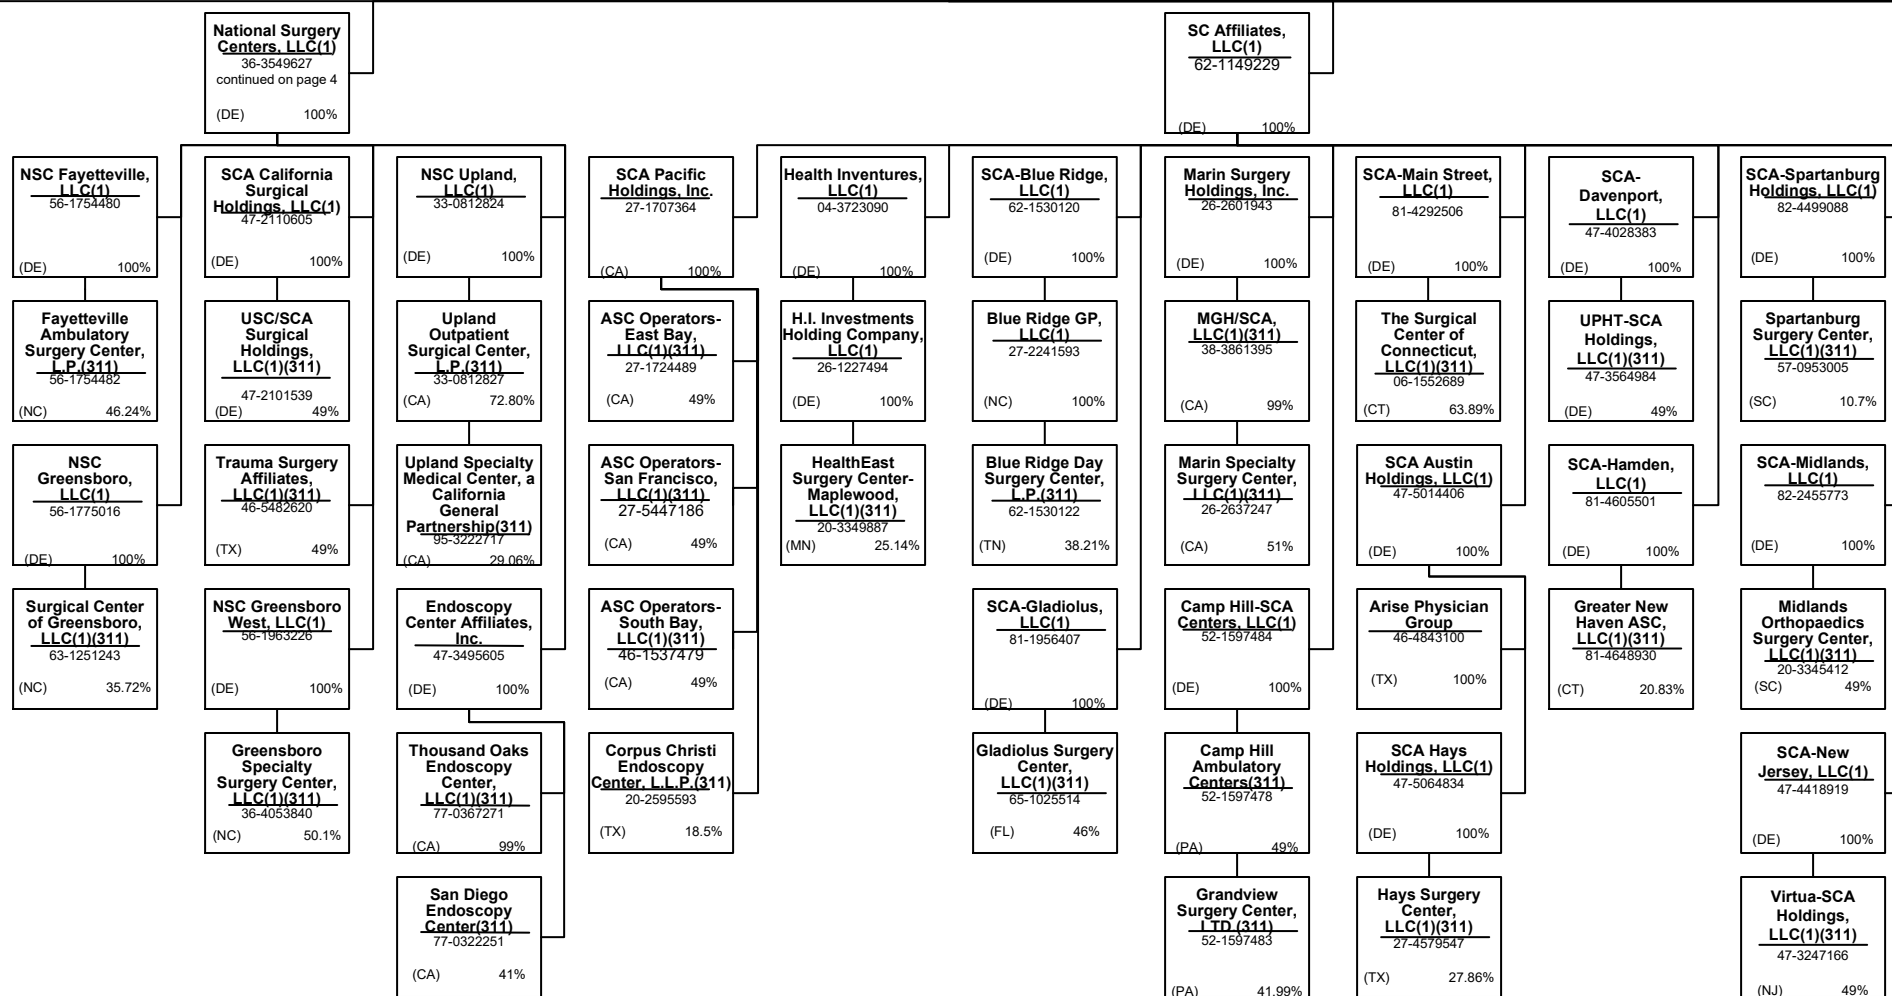 National Surgery
Centers, LLC(1)
36-3549627
continued on page 4
(DE) 100%
SC Affiliates,
LLC(1)
62-1149229
(DE) 100%
NSC Fayetteville,
LLC(1)
56-1754480
(DE) 100%
SCA California
Surgical
Holdings, LLC(1)
47-2110605
(DE) 100%
NSC Upland,
LLC(1)
33-0812824
(DE) 100%
SCA Pacific
Holdings, Inc.
27-1707364
(CA) 100%
Health Inventures,
LLC(1)
04-3723090
(DE) 100%
SCA-Blue Ridge,
LLC(1)
62-1530120
(DE) 100%
Marin Surgery
Holdings, Inc.
26-2601943
(DE) 100%
SCA-Main Street,
LLC(1)
81-4292506
(DE) 100%
SCA-
Davenport,
LLC(1)
47-4028383
(DE) 100%
SCA-Spartanburg
Holdings, LLC(1)
82-4499088
(DE) 100%
Fayetteville
Ambulatory
Surgery Center,
L.P.(311)
56-1754482
(NC) 46.24%
USC/SCA
Surgical
Holdings,
LLC(1)(311)
47-2101539
(DE) 49%
Upland
Outpatient
Surgical Center,
L.P.(311)
33-0812827
(CA) 72.80%
ASC Operators-
East Bay,
LLC(1)(311)
27-1724489
(CA) 49%
H.I. Investments
Holding Company,
LLC(1)
26-1227494
(DE) 100%
Blue Ridge GP,
LLC(1)
27-2241593
(NC) 100%
MGH/SCA,
LLC(1)(311)
38-3861395
(CA) 99%
The Surgical
Center of
Connecticut,
LLC(1)(311)
06-1552689
(CT) 63.89%
UPHT-SCA
Holdings,
LLC(1)(311)
47-3564984
(DE) 49%
Spartanburg
Surgery Center,
LLC(1)(311)
57-0953005
(SC) 10.7%
NSC
Greensboro,
LLC(1)
56-1775016
(DE) 100%
Trauma Surgery
Affiliates,
LLC(1)(311)
46-5482620
(TX) 49%
Upland Specialty
Medical Center, a
California
General
Partnership(311)
95-3222717
(CA) 29.06%
ASC Operators-
San Francisco,
LLC(1)(311)
27-5447186
(CA) 49%
HealthEast
Surgery Center-
Maplewood,
LLC(1)(311)
20-3349887
(MN) 25.14%
Blue Ridge Day
Surgery Center,
L.P.(311)
62-1530122
(TN) 38.21%
Marin Specialty
Surgery Center,
LLC(1)(311)
26-2637247
(CA) 51%
SCA Austin
Holdings, LLC(1)
47-5014406
(DE) 100%
SCA-Hamden,
LLC(1)
81-4605501
(DE) 100%
SCA-Midlands,
LLC(1)
82-2455773
(DE) 100%
Surgical Center
of Greensboro,
LLC(1)(311)
63-1251243
(NC) 35.72%
NSC Greensboro
West, LLC(1)
56-1963226
(DE) 100%
Endoscopy
Center Affiliates,
Inc.
47-3495605
(DE) 100%
ASC Operators-
South Bay,
LLC(1)(311)
46-1537479
(CA) 49%
SCA-Gladiolus,
LLC(1)
81-1956407
(DE) 100%
Camp Hill-SCA
Centers, LLC(1)
52-1597484
(DE) 100%
Arise Physician
Group
46-4843100
(TX) 100%
Greater New
Haven ASC,
LLC(1)(311)
81-4648930
(CT) 20.83%
Midlands
Orthopaedics
Surgery Center,
LLC(1)(311)
20-3345412
(SC) 49%
Greensboro
Specialty
Surgery Center,
LLC(1)(311)
36-4053840
(NC) 50.1%
Thousand Oaks
Endoscopy
Center,
LLC(1)(311)
77-0367271
(CA) 99%
Corpus Christi
Endoscopy
Center, L.L.P.(311)
20-2595593
(TX) 18.5%
Gladiolus Surgery
Center,
LLC(1)(311)
65-1025514
(FL) 46%
Camp Hill
Ambulatory
Centers(311)
52-1597478
(PA) 49%
SCA Hays
Holdings, LLC(1)
47-5064834
(DE) 100%
SCA-New
Jersey, LLC(1)
47-4418919
(DE) 100%
San Diego
Endoscopy
Center(311)
77-0322251
(CA) 41%
Grandview
Surgery Center,
LTD.(311)
52-1597483
(PA) 41.99%
Hays Surgery
Center,
LLC(1)(311)
27-4579547
(TX) 27.86%
Virtua-SCA
Holdings,
LLC(1)(311)
47-3247166
(NJ) 49%